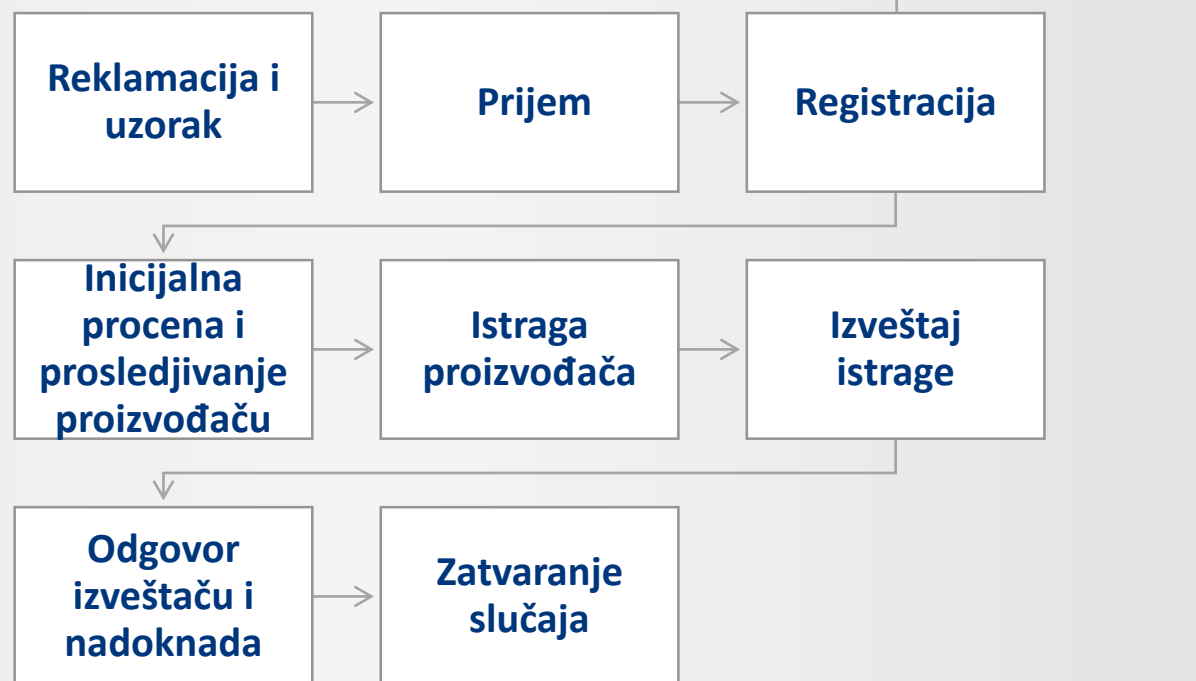 Reklamacija i
uzorak
Prijem
Registracija
Inicijalna
procena i
prosledjivanje
proizvođaču
Istraga
proizvođača
Izveštaj
istrage
Odgovor
izveštaču i
nadoknada
Zatvaranje
slučaja